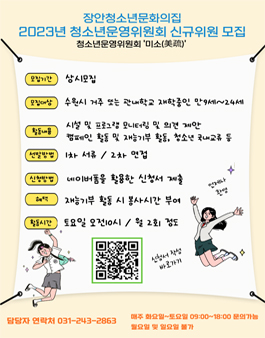 장안청소년문화의집
2023년 청소년운영위원회 신규위원 모집
청소년운영위원회 '미소(美疏)'
모집기간 상시모집
모집대상 수원시 거주 또는 관내학교 재학중인 만9세~24세
활동내용 시설 및 프로그램 모니터링 및 의견 제안
캠페인 활동 및 재능기부 활동, 청소년 국내교류 등
선발방법 1차 서류 / 2차 면접
신청방법 네이버폼을 활용한 신청서 제출
혜택 재능기부 활동 시 봉사시간 부여
활동시간 토요일 오전10시 / 월 2회 정도
언제나
환영
신청서 작성
바로가기
담당자 연락처 031-243-2863
매주 화요일~토요일 09:00~18:00 문의가능
월요일 및 일요일 불가